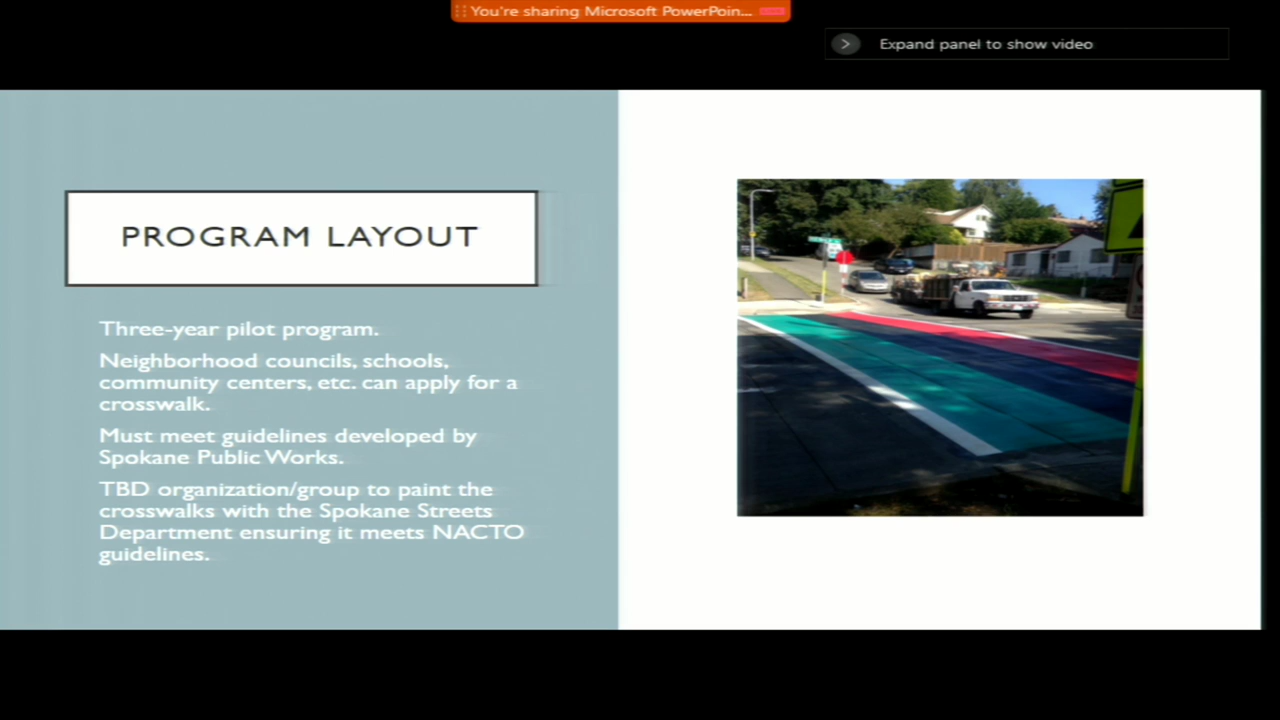 You're sharing Microsoft PowerPoin...
Expand panel to show video
PROGRAM LAYOUT
Three-year pilot program.
Neighborhood councils, schools,
community centers, etc. can apply for a
crosswalk.
Must meet guidelines developed by
Spokane Public Works.
TBD organization/group to paint the
crosswalks with the Spokane Streets
Department ensuring it meets NACTO
guidelines.